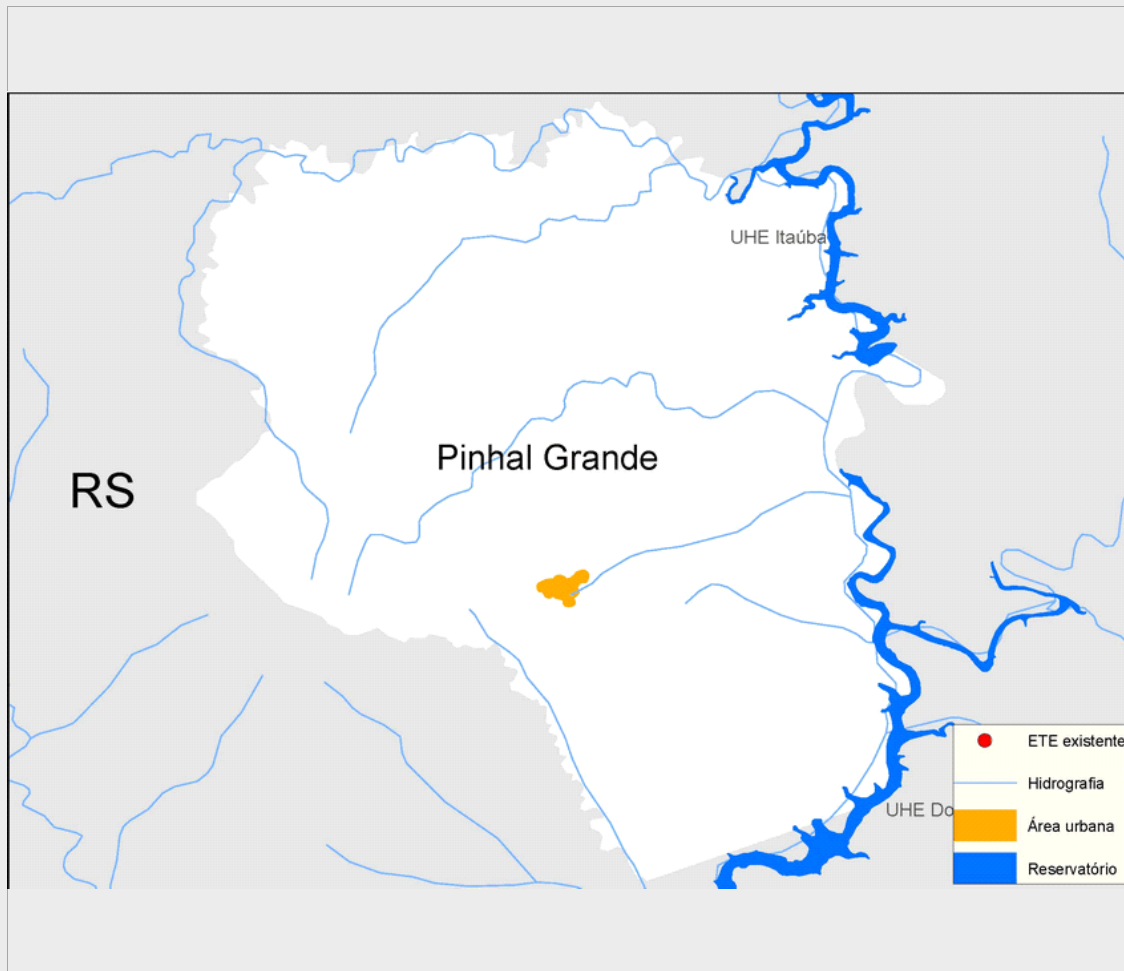 UHE Itaúba
Pinhal Grande
RS
UHE Do
ETE existente
Hidrografia
Área urbana
Reservatório